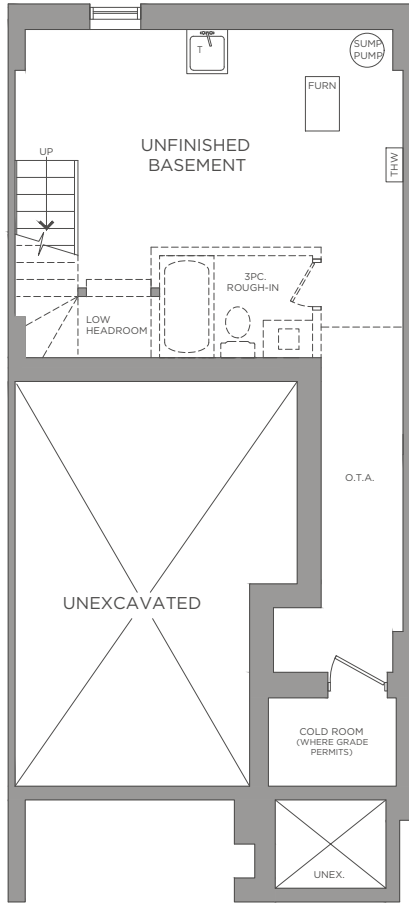 SUMP
PUMP
T
FURN
UNFINISHED
BASEMENT
UP
THW
3PC.
ROUGH-IN
LOW
HEADROOM
O.T.A.
UNEXCAVATED
COLD ROOM
(WHERE GRADE
PERMITS)
UNEX.